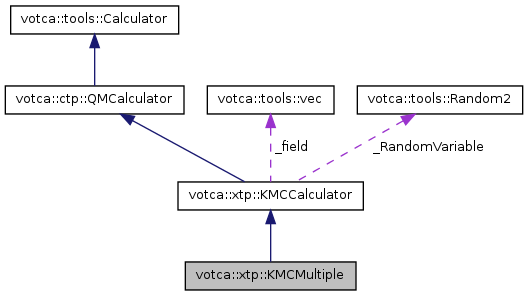 votca::tools::Calculator
votca::ctp::QMCalculator
votca::tools::vec
votca::tools::Random2
_field
_RandomVariable
votca::xtp::KMCCalculator
votca::xtp::KMCMultiple